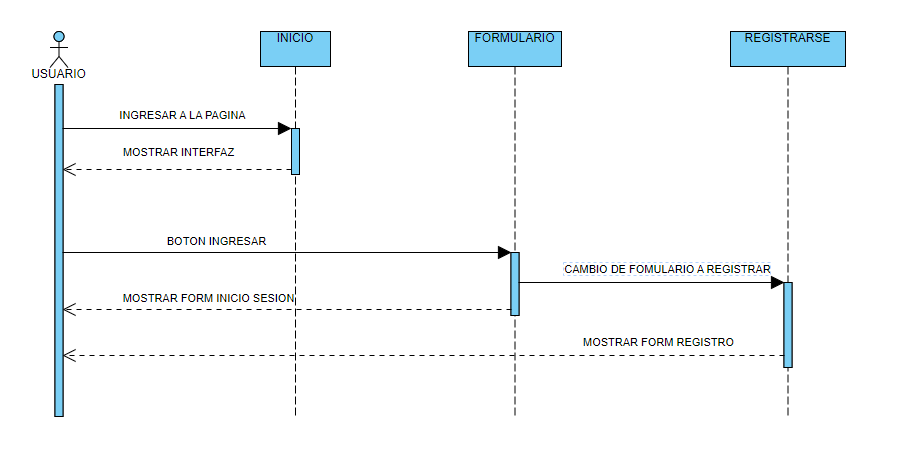 INICIO
FORMULARIO
REGISTRARSE
USUARIO
INGRESAR A LA PAGINA
MOSTRAR INTERFAZ
BOTON INGRESAR
CAMBIO DE FOMULARIO A REGISTRAR
MOSTRAR FORM INICIO SESION
MOSTRAR FORM REGISTRO